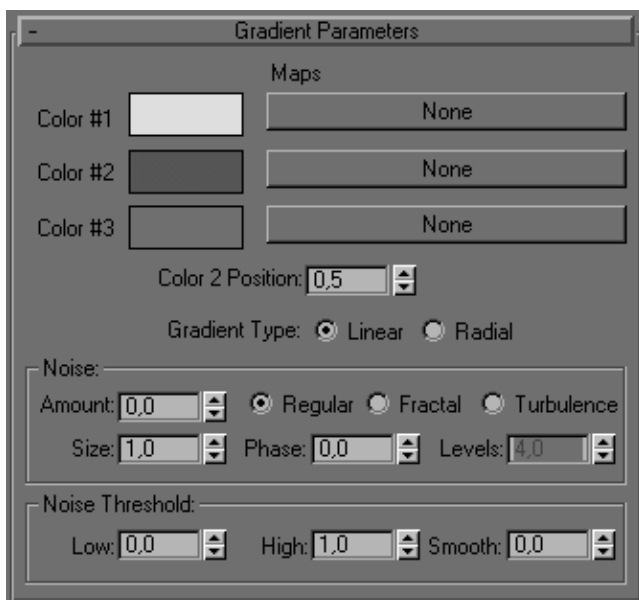 - Gradient Parameters
Maps
Color #1 None
Color #2 None
Color #3 None
Color 2 Position: 0,5
Gradient Type: Linear Radial
Noise:
Amount: 0,0 Regular Fractal Turbulence
Size: 1,0 Phase: 0,0 Levels: 4,0
Noise Threshold:
Low: 0,0 High: 1,0 Smooth: 0,0